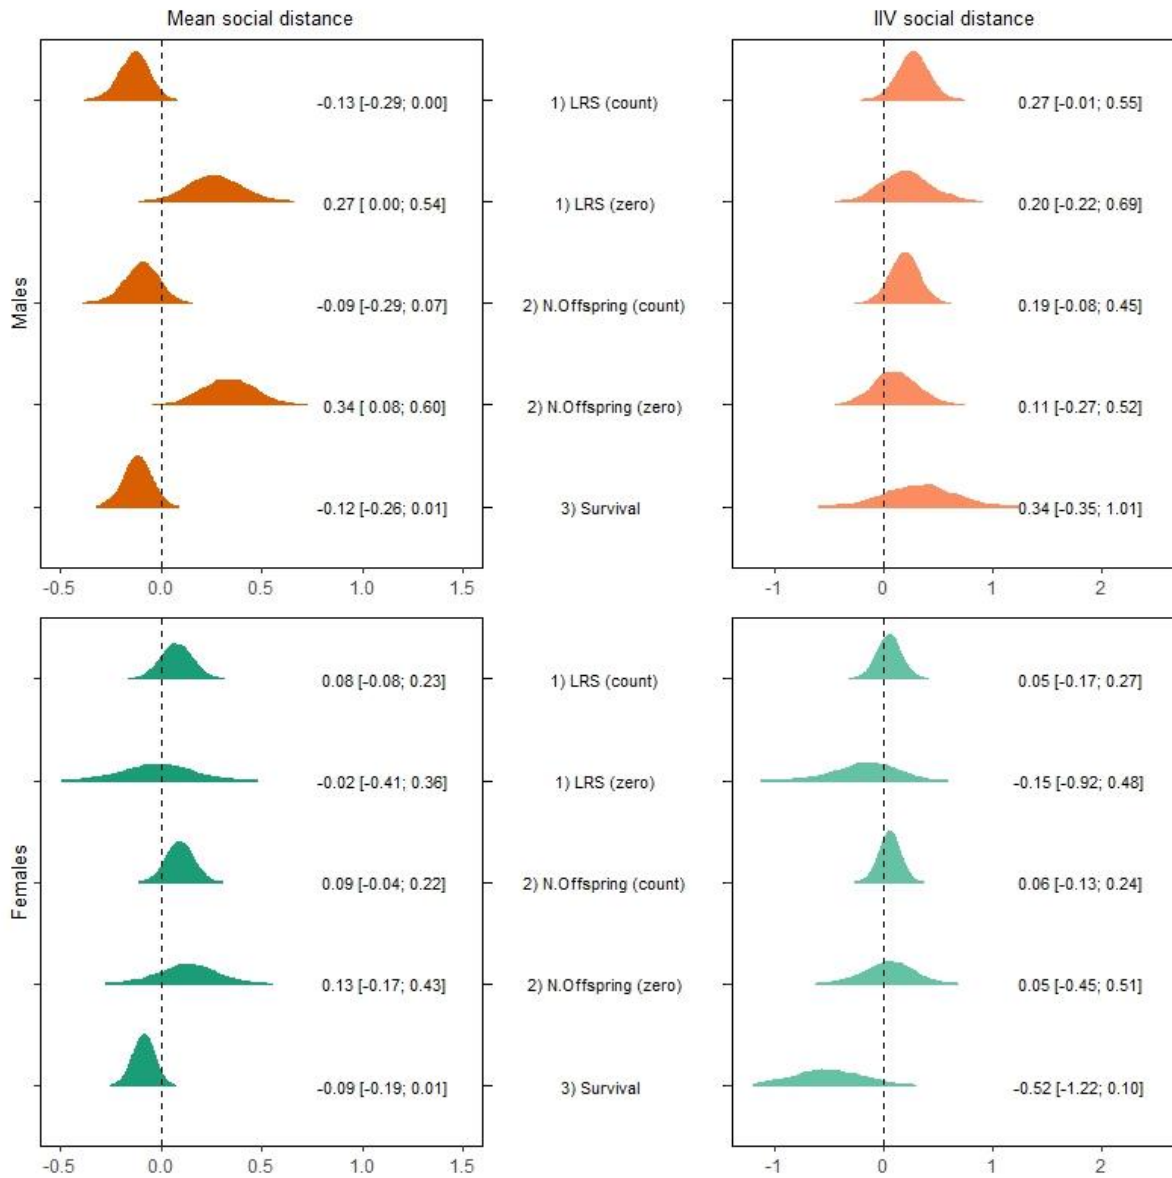 Mean social distance IIV social distance
-0.13 [-0.29; 0.00] 1) LRS (count) 0.27 [-0.01; 0.55]
0.27 [ 0.00; 0.54] 1) LRS (zero) 0.20 [-0.22; 0.69]
-0.09 [-0.29; 0.07] 2) N.Offspring (count) 0.19 [-0.08; 0.45]
Males
0.34 [ 0.08; 0.60] 2) N.Offspring (zero) 0.11 [-0.27; 0.52]
-0.12 [-0.26; 0.01] 3) Survival 0.34 [-0.35; 1.01]
-0.5 0.0 0.5 1.0 1.5 -1 0 1 2
0.08 [-0.08; 0.23] 1) LRS (count) 0.05 [-0.17; 0.27]
-0.02 [-0.41; 0.36] 1) LRS (zero) -0.15 [-0.92; 0.48]
0.09 [-0.04; 0.22] 2) N.Offspring (count) 0.06 [-0.13; 0.24]
Females
0.13 [-0.17; 0.43] 2) N.Offspring (zero) 0.05 [-0.45; 0.51]
-0.09 [-0.19; 0.01] 3) Survival -0.52 [-1.22; 0.10]
-0.5 0.0 0.5 1.0 1.5 -1 0 1 2